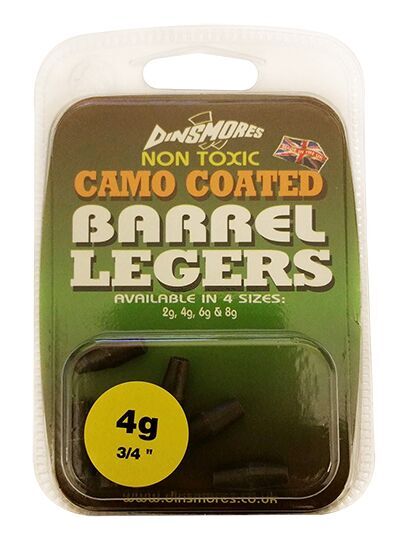 DINSMORES
NON TOXIC
CAMO COATED
BARREL
LEGERS
AVAILABLE IN 4 SIZES:
2g, 4g, 6g & 8g
4g
3/4 "
www.dinsmores.co.uk